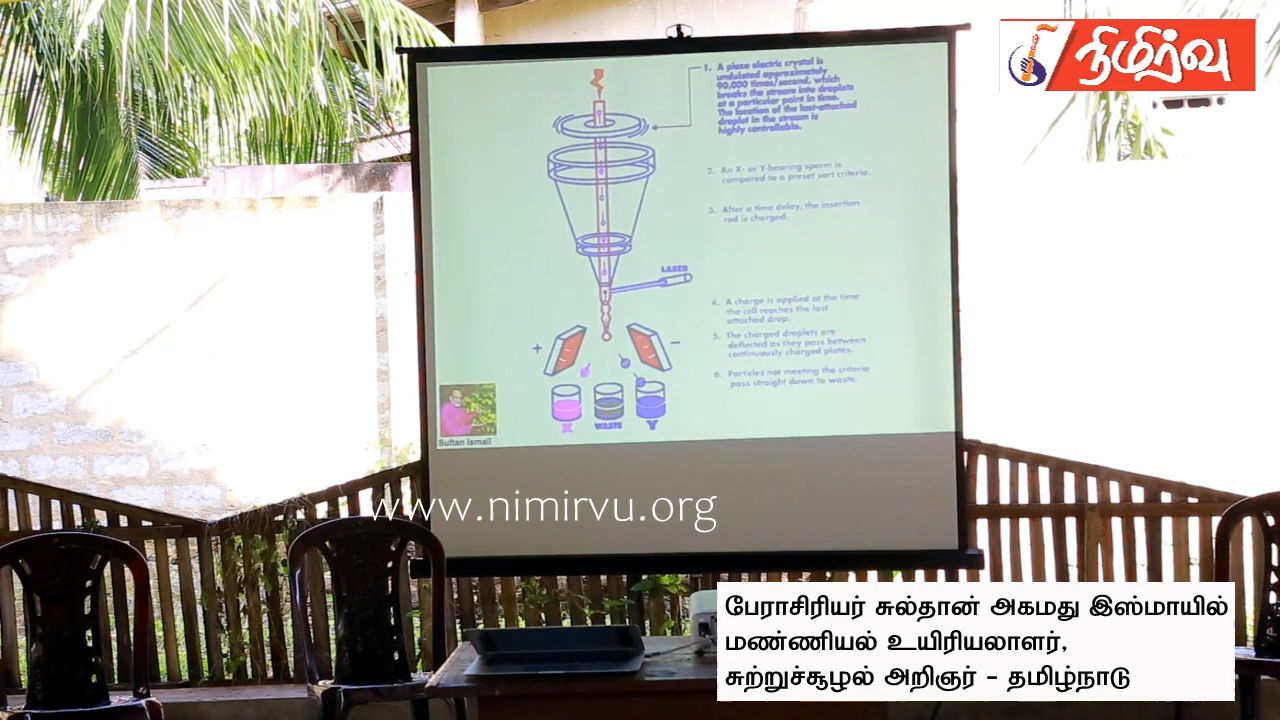 நிமிர்வு
1. A piezo electric crystal is
undulated approximately
90,000 times/second, which
breaks the stream into droplets
at a particular point in time.
The location of the last-attached
droplet in the stream is
highly controllable.
2. An X- or Y-bearing sperm is
compared to a preset sort criteria.
3. After a time delay, the insertion
rod is charged.
LASER
4. A charge is applied at the time
the cell reaches the last
attached drop.
5. The charged droplets are
deflected as they pass between
continuously charged plates.
6. Particles not meeting the criteria
pass straight down to waste.
+ −
X WASTE Y
Sultan Ismail
www.nimirvu.org
பேராசிரியர் சுல்தான் அகமது இஸ்மாயில்
மண்ணியல் உயிரியலாளர்,
சுற்றுச்சூழல் அறிஞர் - தமிழ்நாடு